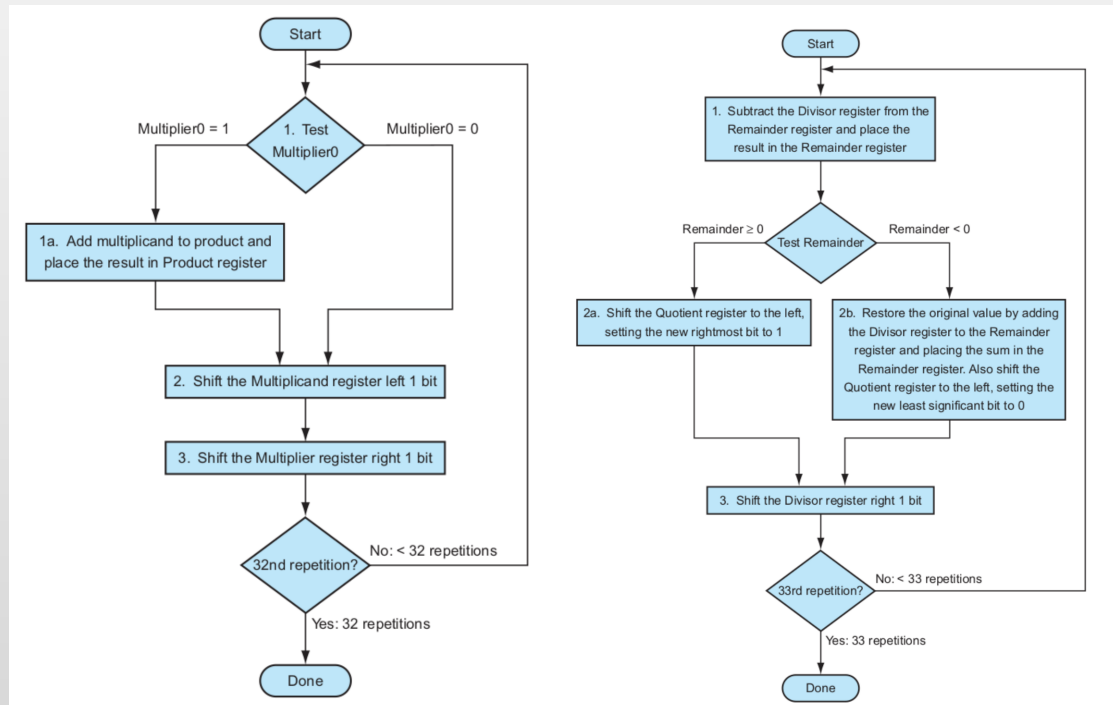 Start
Multiplier0 = 1
1. Test
Multiplier0
Multiplier0 = 0
1a. Add multiplicand to product and
place the result in Product register
2. Shift the Multiplicand register left 1 bit
3. Shift the Multiplier register right 1 bit
32nd repetition?
No: < 32 repetitions
Yes: 32 repetitions
Done
Start
1. Subtract the Divisor register from the
Remainder register and place the
result in the Remainder register
Remainder ≥ 0
Test Remainder
Remainder < 0
2a. Shift the Quotient register to the left,
setting the new rightmost bit to 1
2b. Restore the original value by adding
the Divisor register to the Remainder
register and placing the sum in the
Remainder register. Also shift the
Quotient register to the left, setting the
new least significant bit to 0
3. Shift the Divisor register right 1 bit
33rd repetition?
No: < 33 repetitions
Yes: 33 repetitions
Done